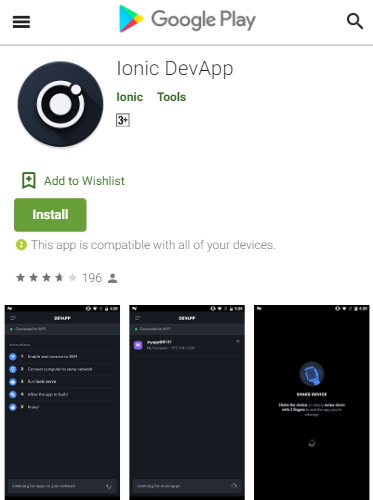 Google Play
Ionic DevApp
Ionic Tools
3+
Add to Wishlist
Install
This app is compatible with all of your devices.
196
DEVAPP
Connected to WiFi
Instructions
1 Enable and connect to WiFi
2 Connect computer to same network
3 Run ionic serve
4 Allow the app to build
5 Enjoy!
Listening for apps on your network
DEVAPP
Connected to WiFi
Listening for more apps
SHAKE DEVICE
Shake the device or simply swipe down
with 3 fingers to exit the app you're
viewing.